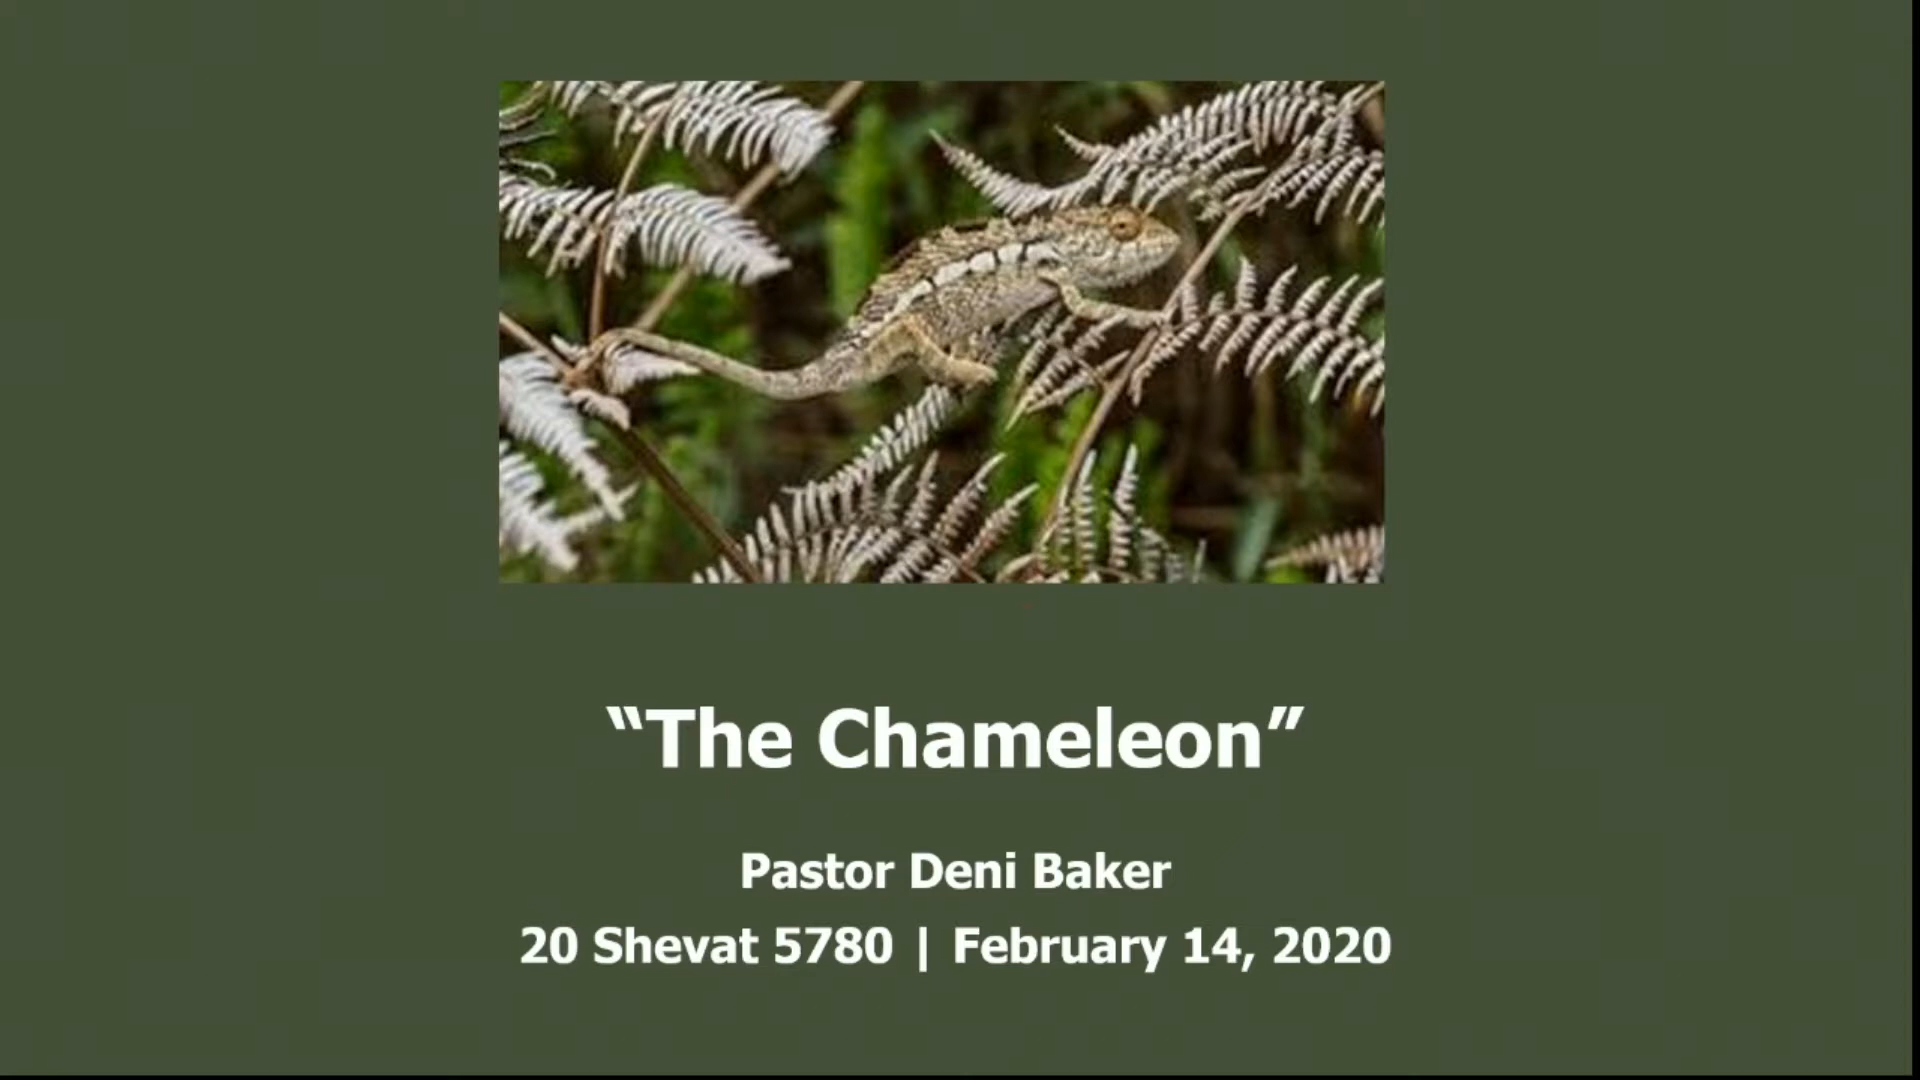 “The Chameleon”
Pastor Deni Baker
20 Shevat 5780 | February 14, 2020